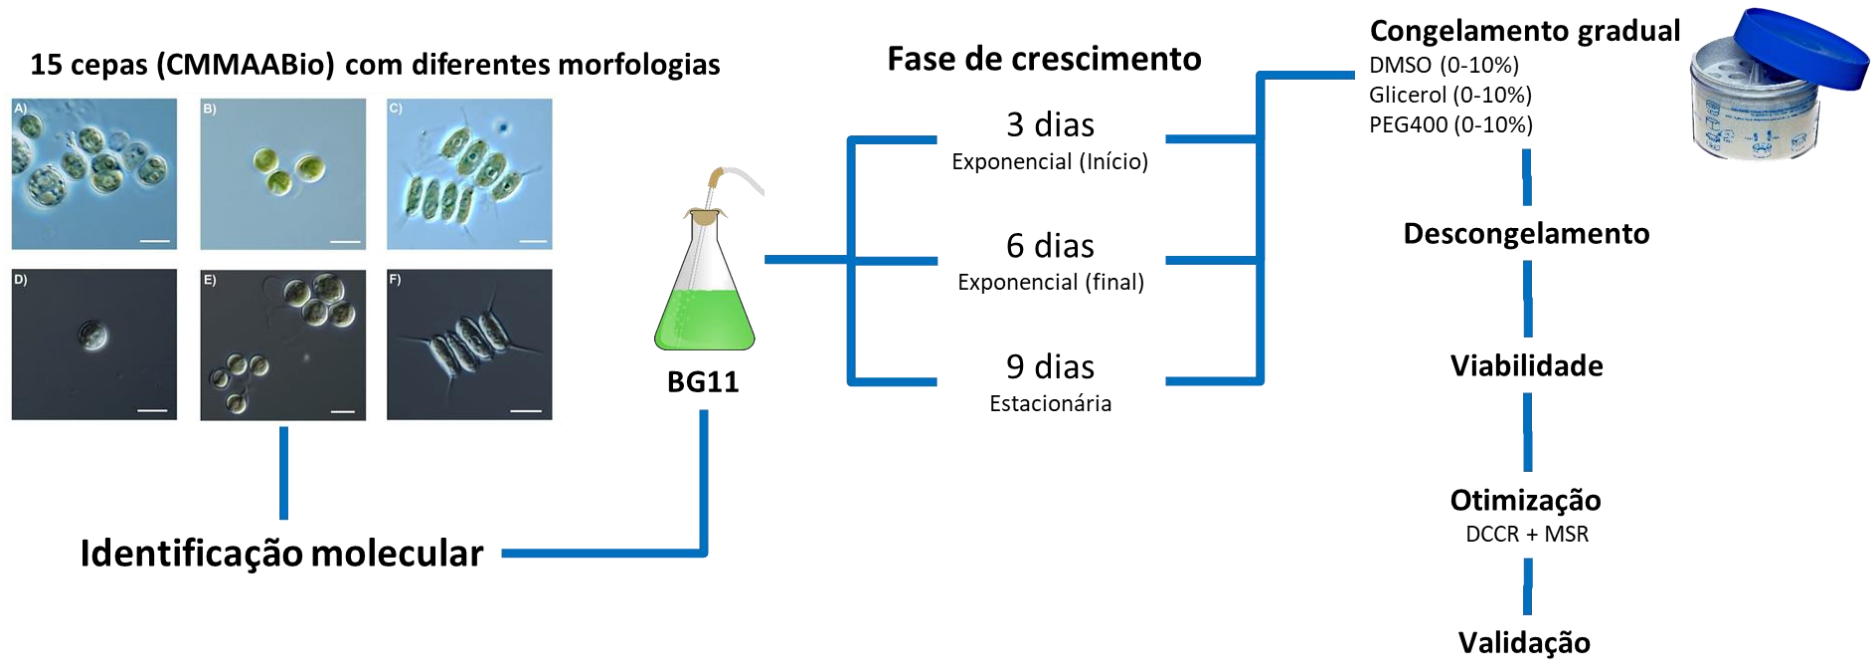 15 cepas (CMMAABio) com diferentes morfologias
A)
B)
C)
D)
E)
F)
Identificação molecular
BG11
Fase de crescimento
3 dias
Exponencial (Início)
6 dias
Exponencial (final)
9 dias
Estacionária
Congelamento gradual
DMSO (0-10%)
Glicerol (0-10%)
PEG400 (0-10%)
Descongelamento
Viabilidade
Otimização
DCCR + MSR
Validação